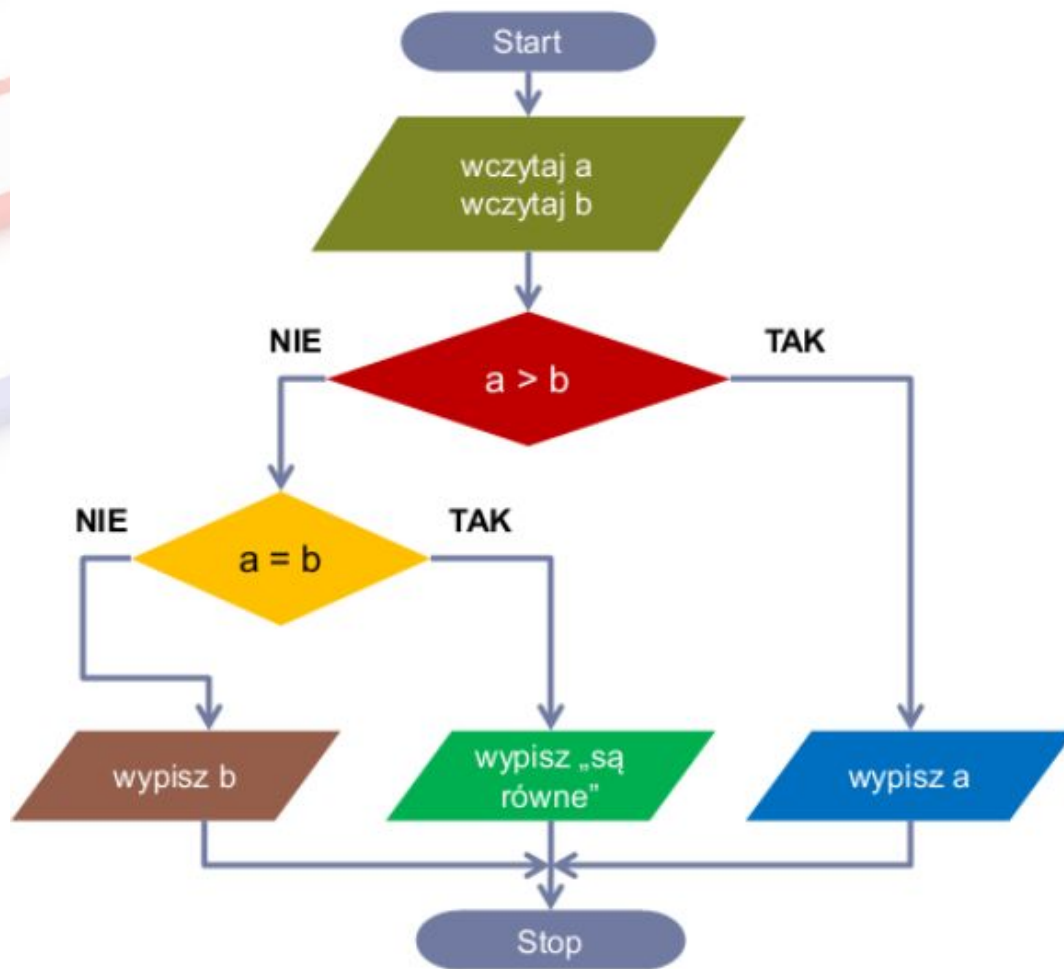 Start
wczytaj a
wczytaj b
NIE
TAK
a > b
NIE
TAK
a = b
wypisz b
wypisz „są
równe”
wypisz a
Stop